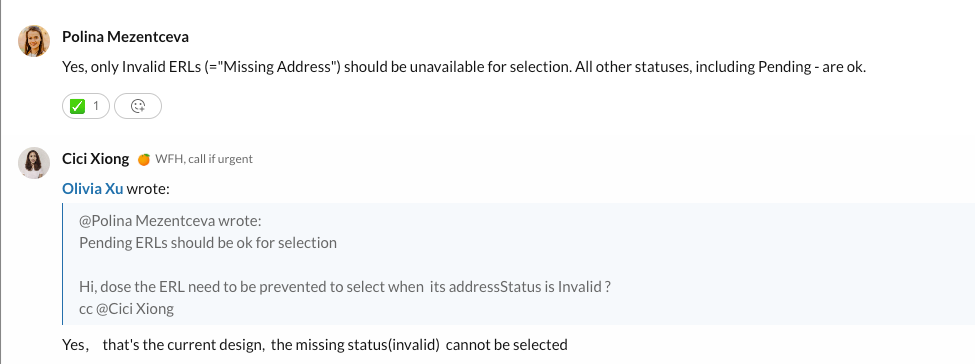 Polina Mezentceva
Yes, only Invalid ERLs (="Missing Address") should be unavailable for selection. All other statuses, including Pending - are ok.
1
Cici Xiong WFH, call if urgent
Olivia Xu wrote:
@Polina Mezentceva wrote:
Pending ERLs should be ok for selection
Hi, dose the ERL need to be prevented to select when its addressStatus is Invalid ?
cc @Cici Xiong
Yes， that's the current design, the missing status(invalid) cannot be selected